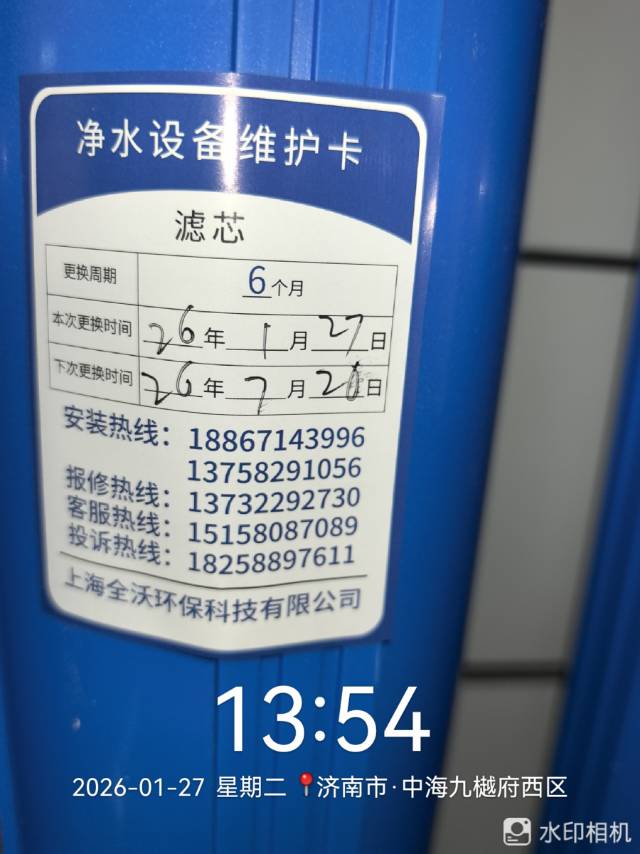 净水设备维护卡
滤芯
更换周期 6个月
本次更换时间 26年1月27日
下次更换时间 26年7月26日
安装热线：18867143996
13758291056
报修热线：13732292730
客服热线：15158087089
投诉热线：18258897611
上海全沃环保科技有限公司
13:54
2026-01-27 星期二 济南市·中海九樾府西区
水印相机